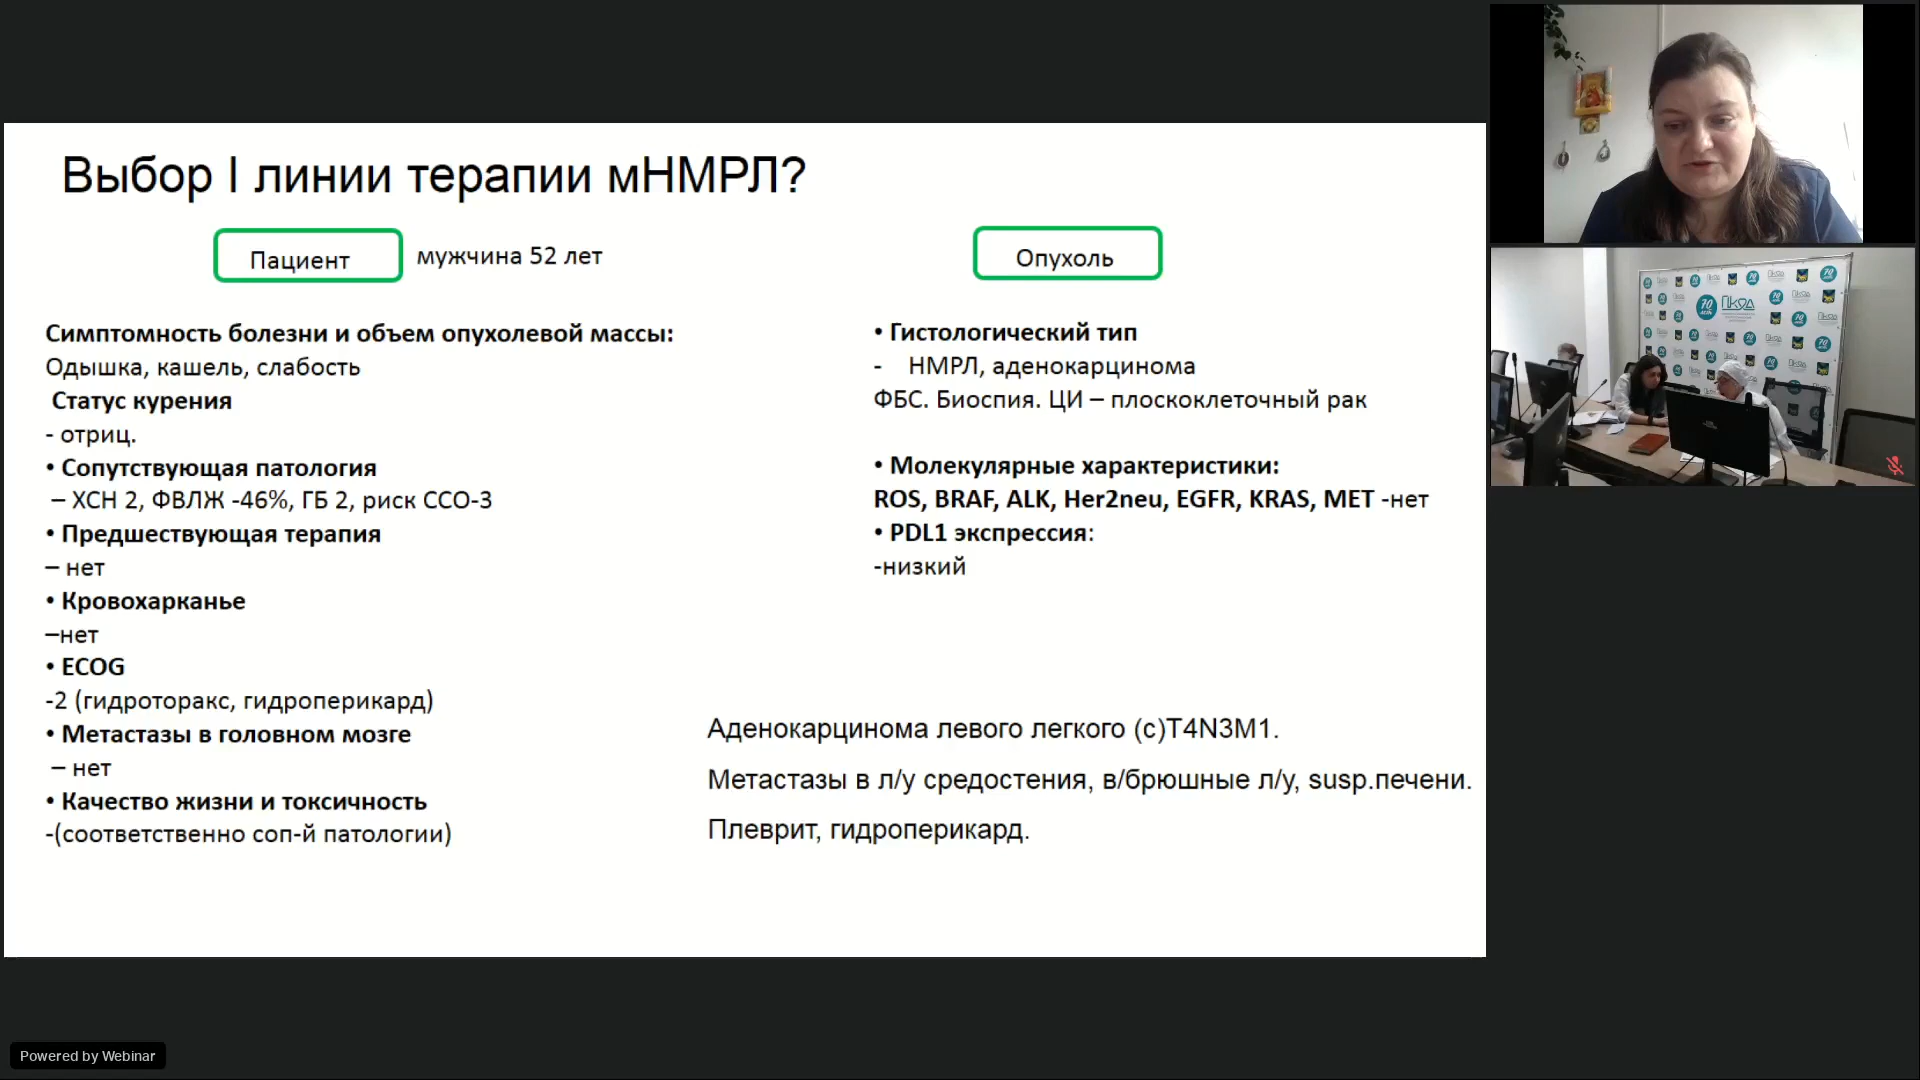 Выбор I линии терапии мНМРЛ?
Пациент
мужчина 52 лет
Симптомность болезни и объем опухолевой массы:
Одышка, кашель, слабость
Статус курения
- отриц.
• Сопутствующая патология
– ХСН 2, ФВЛЖ -46%, ГБ 2, риск ССО-3
• Предшествующая терапия
– нет
• Кровохарканье
–нет
• ECOG
-2 (гидроторакс, гидроперикард)
• Метастазы в головном мозге
– нет
• Качество жизни и токсичность
-(соответственно соп-й патологии)
Опухоль
• Гистологический тип
- НМРЛ, аденокарцинома
ФБС. Биоспия. ЦИ – плоскоклеточный рак
• Молекулярные характеристики:
ROS, BRAF, ALK, Her2neu, EGFR, KRAS, MET -нет
• PDL1 экспрессия:
-низкий
Аденокарцинома левого легкого (с)T4N3M1.
Метастазы в л/у средостения, в/брюшные л/у, susp.печени.
Плеврит, гидроперикард.
70
Powered by Webinar